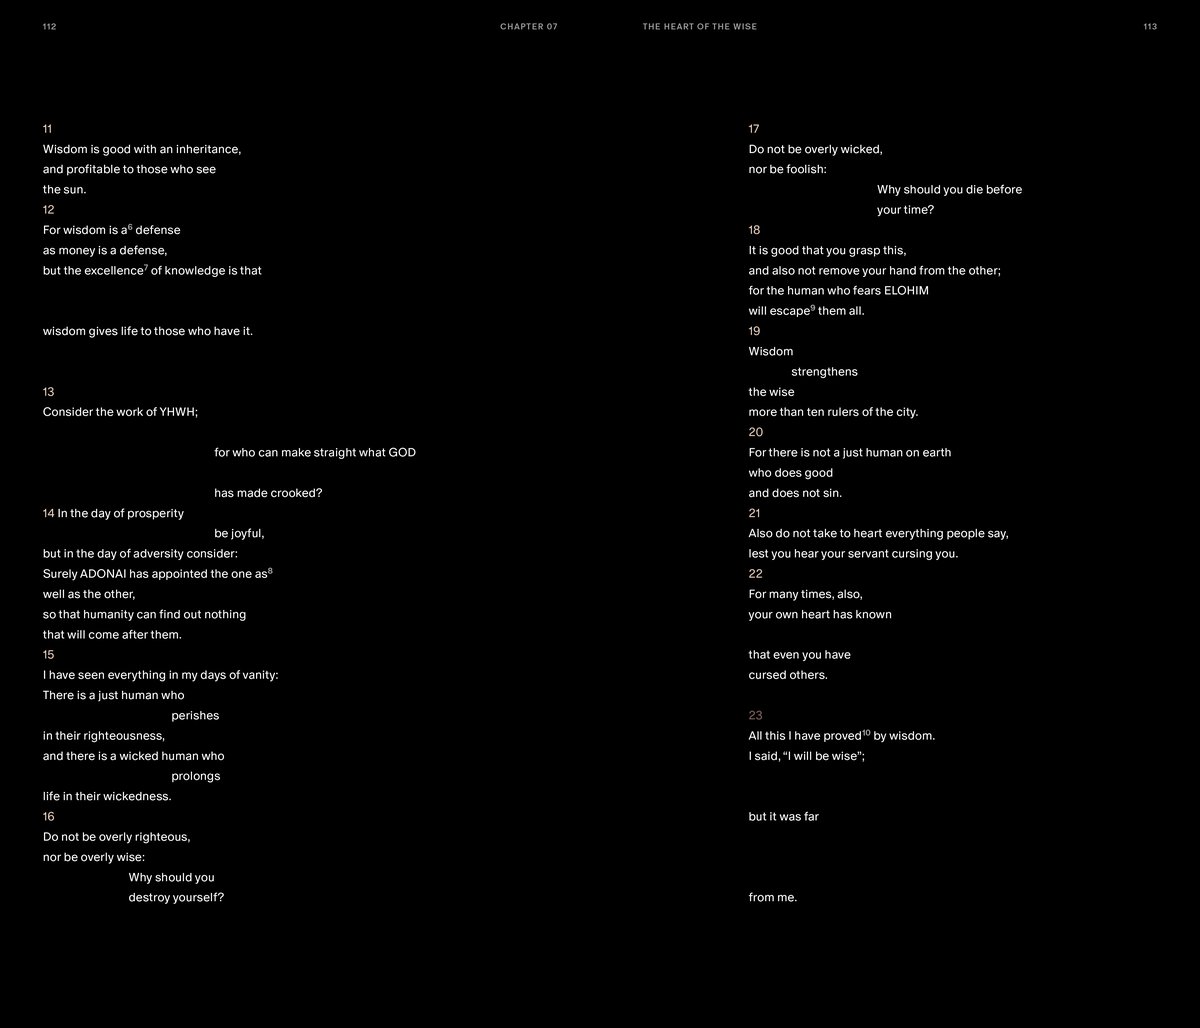 112
CHAPTER 07
THE HEART OF THE WISE
113
11
Wisdom is good with an inheritance,
and profitable to those who see
the sun.
12
For wisdom is a⁶ defense
as money is a defense,
but the excellence⁷ of knowledge is that
wisdom gives life to those who have it.
13
Consider the work of YHWH;
for who can make straight what GOD
has made crooked?
14 In the day of prosperity
be joyful,
but in the day of adversity consider:
Surely ADONAI has appointed the one as⁸
well as the other,
so that humanity can find out nothing
that will come after them.
15
I have seen everything in my days of vanity:
There is a just human who
perishes
in their righteousness,
and there is a wicked human who
prolongs
life in their wickedness.
16
Do not be overly righteous,
nor be overly wise:
Why should you
destroy yourself?
17
Do not be overly wicked,
nor be foolish:
Why should you die before
your time?
18
It is good that you grasp this,
and also not remove your hand from the other;
for the human who fears ELOHIM
will escape⁹ them all.
19
Wisdom
strengthens
the wise
more than ten rulers of the city.
20
For there is not a just human on earth
who does good
and does not sin.
21
Also do not take to heart everything people say,
lest you hear your servant cursing you.
22
For many times, also,
your own heart has known
that even you have
cursed others.
23
All this I have proved¹⁰ by wisdom.
I said, “I will be wise”;
but it was far
from me.